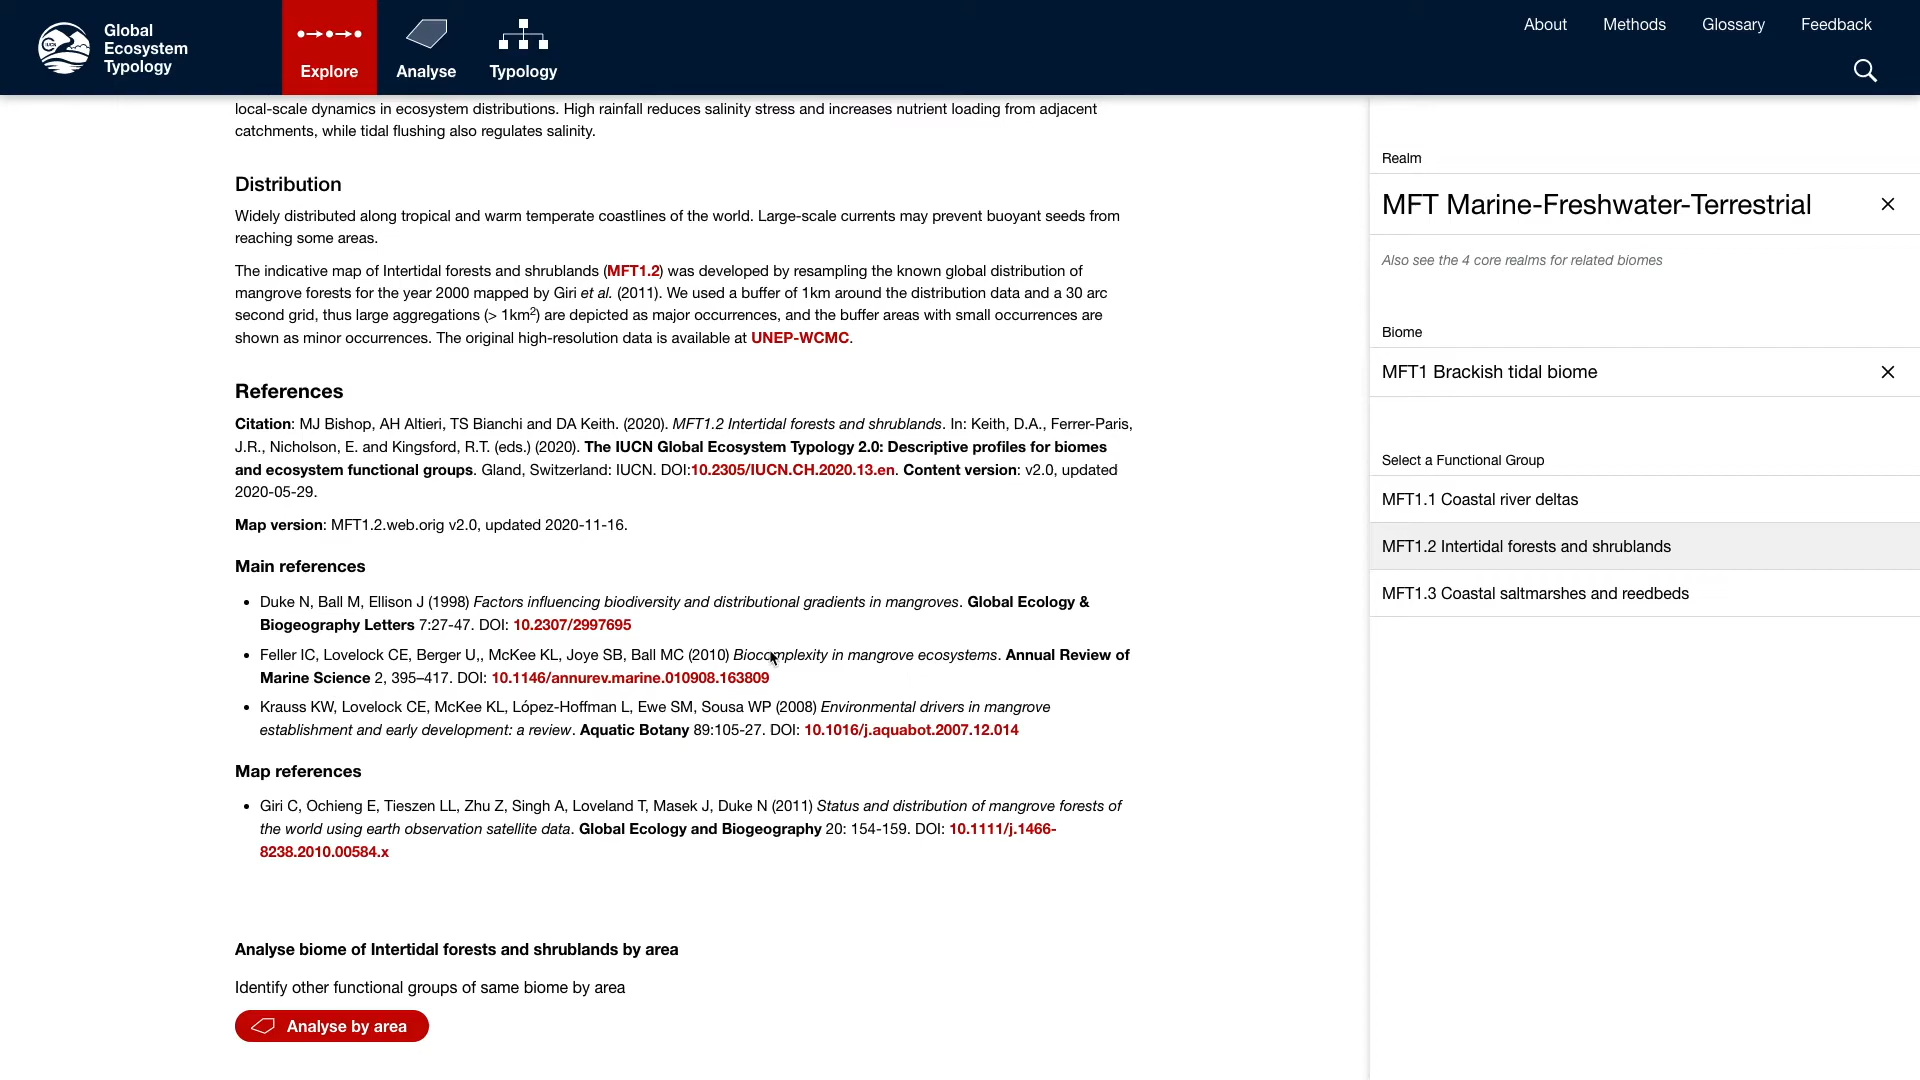 Global
Ecosystem
Typology
Explore
Analyse
Typology
About
Methods
Glossary
Feedback
local-scale dynamics in ecosystem distributions. High rainfall reduces salinity stress and increases nutrient loading from adjacent
catchments, while tidal flushing also regulates salinity.
Distribution
Widely distributed along tropical and warm temperate coastlines of the world. Large-scale currents may prevent buoyant seeds from
reaching some areas.
The indicative map of Intertidal forests and shrublands (MFT1.2) was developed by resampling the known global distribution of
mangrove forests for the year 2000 mapped by Giri et al. (2011). We used a buffer of 1km around the distribution data and a 30 arc
second grid, thus large aggregations (> 1km²) are depicted as major occurrences, and the buffer areas with small occurrences are
shown as minor occurrences. The original high-resolution data is available at UNEP-WCMC.
References
Citation: MJ Bishop, AH Altieri, TS Bianchi and DA Keith. (2020). MFT1.2 Intertidal forests and shrublands. In: Keith, D.A., Ferrer-Paris,
J.R., Nicholson, E. and Kingsford, R.T. (eds.) (2020). The IUCN Global Ecosystem Typology 2.0: Descriptive profiles for biomes
and ecosystem functional groups. Gland, Switzerland: IUCN. DOI:10.2305/IUCN.CH.2020.13.en. Content version: v2.0, updated
2020-05-29.
Map version: MFT1.2.web.orig v2.0, updated 2020-11-16.
Main references
• Duke N, Ball M, Ellison J (1998) Factors influencing biodiversity and distributional gradients in mangroves. Global Ecology &
Biogeography Letters 7:27-47. DOI: 10.2307/2997695
• Feller IC, Lovelock CE, Berger U,, McKee KL, Joye SB, Ball MC (2010) Biocomplexity in mangrove ecosystems. Annual Review of
Marine Science 2, 395–417. DOI: 10.1146/annurev.marine.010908.163809
• Krauss KW, Lovelock CE, McKee KL, López-Hoffman L, Ewe SM, Sousa WP (2008) Environmental drivers in mangrove
establishment and early development: a review. Aquatic Botany 89:105-27. DOI: 10.1016/j.aquabot.2007.12.014
Map references
• Giri C, Ochieng E, Tieszen LL, Zhu Z, Singh A, Loveland T, Masek J, Duke N (2011) Status and distribution of mangrove forests of
the world using earth observation satellite data. Global Ecology and Biogeography 20: 154-159. DOI: 10.1111/j.1466-
8238.2010.00584.x
Analyse biome of Intertidal forests and shrublands by area
Identify other functional groups of same biome by area
Analyse by area
Realm
MFT Marine-Freshwater-Terrestrial
Also see the 4 core realms for related biomes
Biome
MFT1 Brackish tidal biome
Select a Functional Group
MFT1.1 Coastal river deltas
MFT1.2 Intertidal forests and shrublands
MFT1.3 Coastal saltmarshes and reedbeds